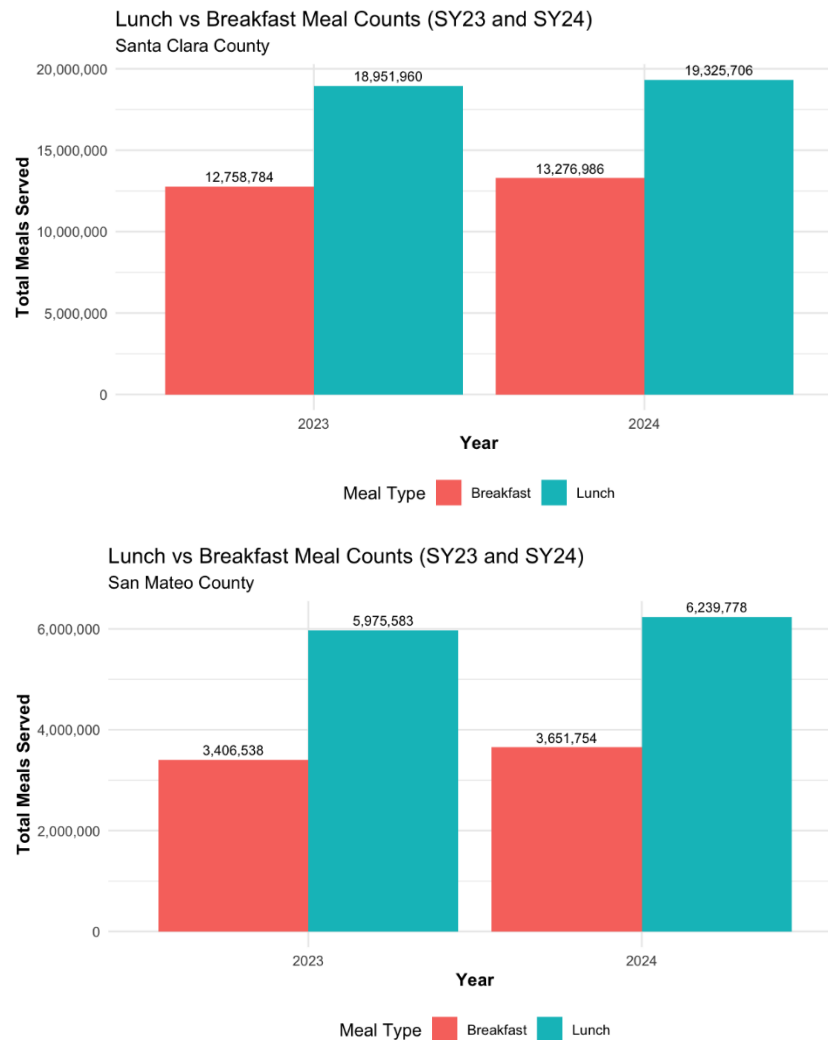 Lunch vs Breakfast Meal Counts (SY23 and SY24)
Santa Clara County
Total Meals Served
20,000,000
15,000,000
10,000,000
5,000,000
0
12,758,784
18,951,960
13,276,986
19,325,706
2023
2024
Year
Meal Type Breakfast Lunch
Lunch vs Breakfast Meal Counts (SY23 and SY24)
San Mateo County
Total Meals Served
6,000,000
4,000,000
2,000,000
0
3,406,538
5,975,583
3,651,754
6,239,778
2023
2024
Year
Meal Type Breakfast Lunch